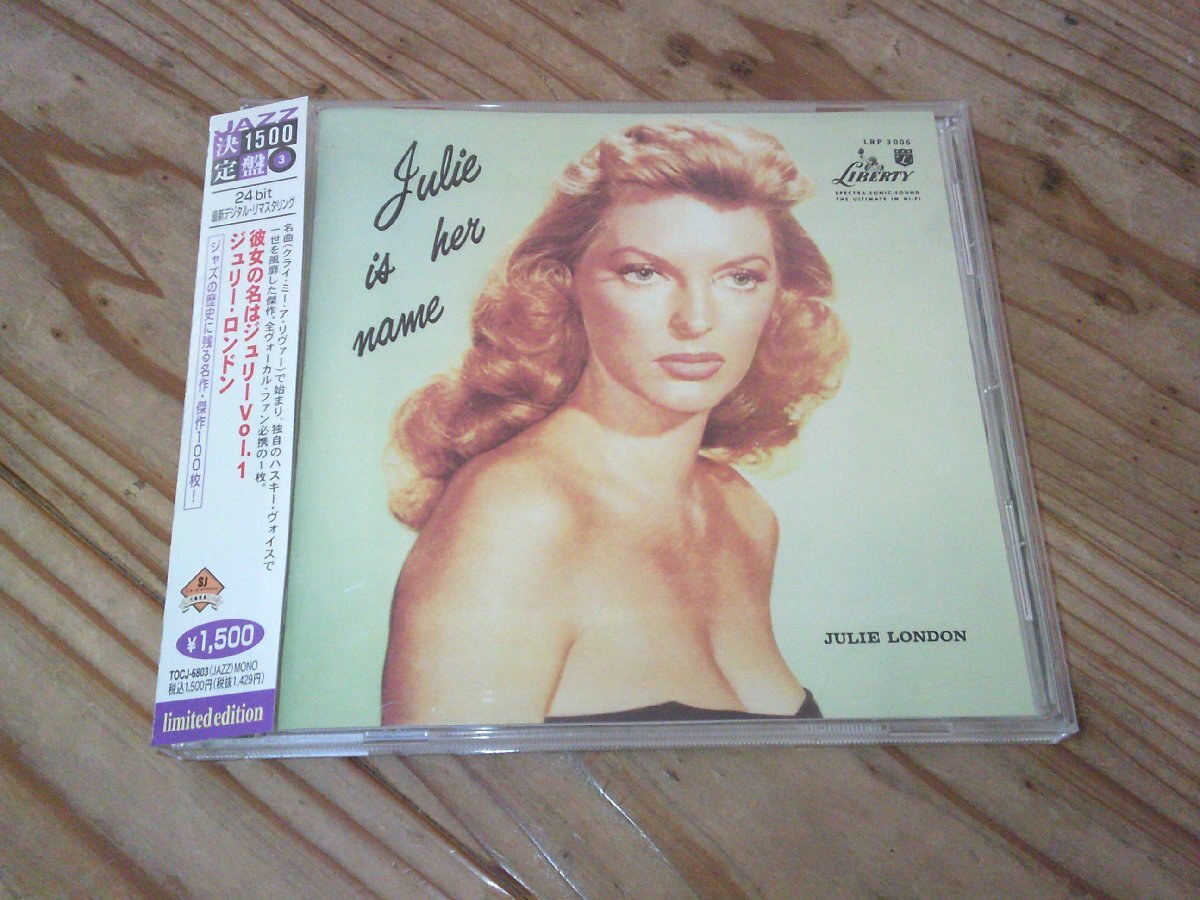 JAZZ
決定盤
1500
3
24bit
最新デジタル・リマスタリング
名曲〈クライ・ミー・ア・リヴァー〉で始まり、独自のハスキー・ヴォイスで
一世を風靡した傑作。全ヴォーカル・ファン必携の1枚。
彼女の名はジュリーVol.1
ジュリー・ロンドン
ジャズの歴史に残る名作・傑作100枚!
SJ
¥1,500
TOCJ-6803 (JAZZ) MONO
税込1,500円(税抜1,429円)
limited edition
Julie
is her
name
LRP 3006
LIBERTY
SPECTRA-SONIC-SOUND
THE ULTIMATE IN HI-FI
JULIE LONDON